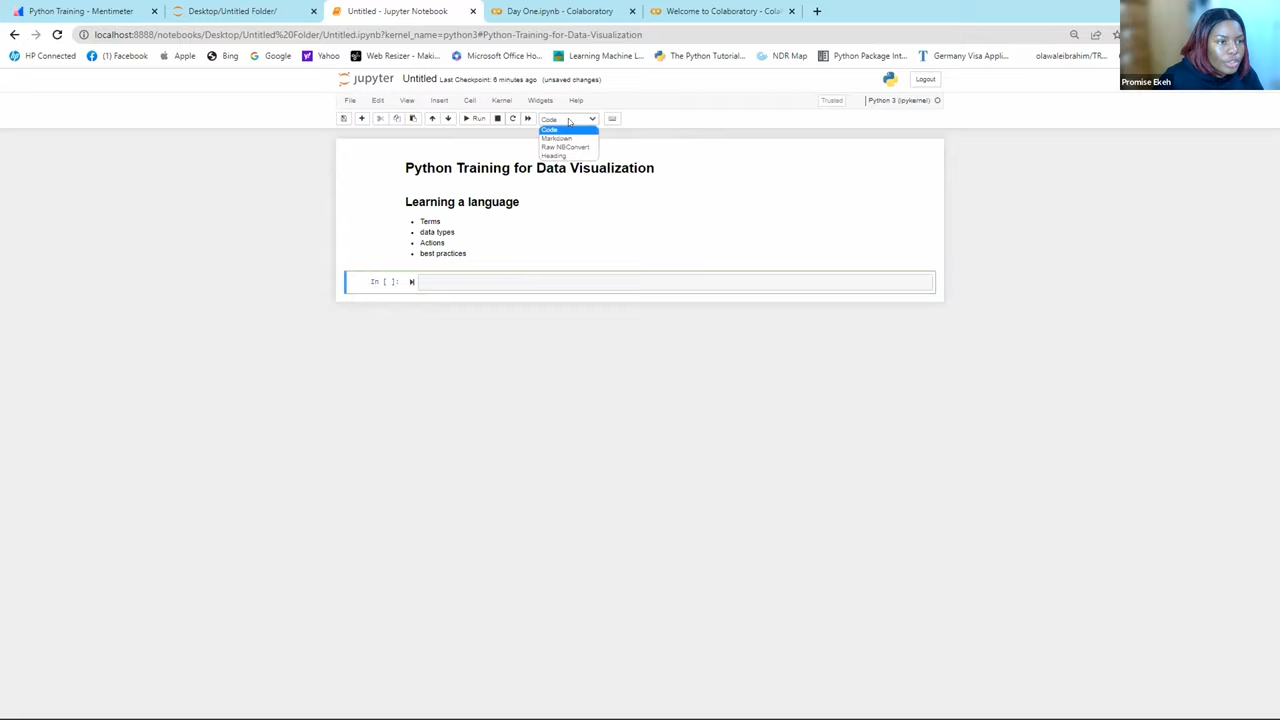 Python Training - Mentimeter
Desktop/Untitled Folder/
Untitled - Jupyter Notebook
Day One.ipynb - Colaboratory
Welcome to Colaboratory - Cola
localhost:8888/notebooks/Desktop/Untitled%20Folder/Untitled.ipynb?kernel_name=python3#Python-Training-for-Data-Visualization
HP Connected
(1) Facebook
Apple
Bing
Google
Yahoo
Web Resizer - Maki...
Microsoft Office Ho...
Learning Machine L...
The Python Tutorial...
NDR Map
Python Package Int...
Germany Visa Appli...
olawaleibrahim/TR...
Promise Ekeh
jupyter Untitled Last Checkpoint: 6 minutes ago (unsaved changes)
Logout
File Edit View Insert Cell Kernel Widgets Help
Trusted
Python 3 (ipykernel)
Run
Code
Code
Markdown
Raw NBConvert
Heading
Python Training for Data Visualization
Learning a language
Terms
data types
Actions
best practices
In [ ]: